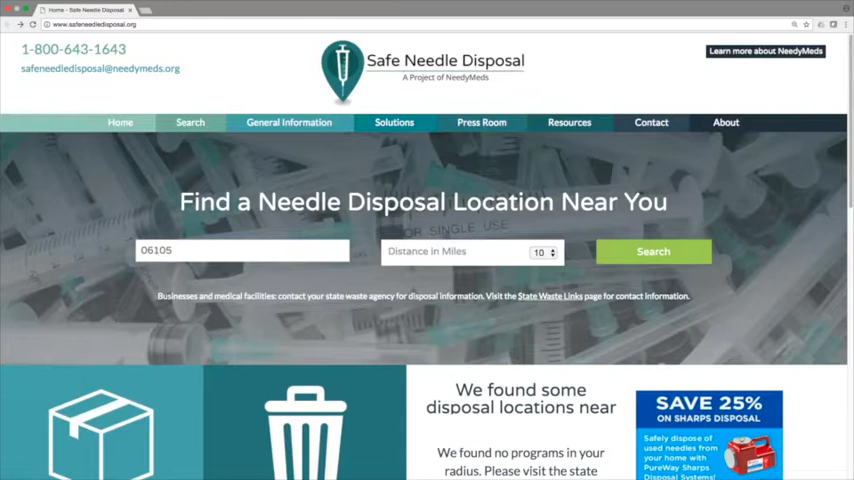 Home - Safe Needle Disposal
www.safeneedledisposal.org
1-800-643-1643
safeneedledisposal@needymeds.org
Safe Needle Disposal
A Project of NeedyMeds
Learn more about NeedyMeds
Home Search General Information Solutions Press Room Resources Contact About
Find a Needle Disposal Location Near You
FOR SINGLE USE
06105
Distance in Miles 10
Search
Businesses and medical facilities: contact your state waste agency for disposal information. Visit the State Waste Links page for contact information.
We found some
disposal locations near
We found no programs in your
radius. Please visit the state
SAVE 25%
ON SHARPS DISPOSAL
Safely dispose of
used needles from
your home with
PureWay Sharps
Disposal Systems!